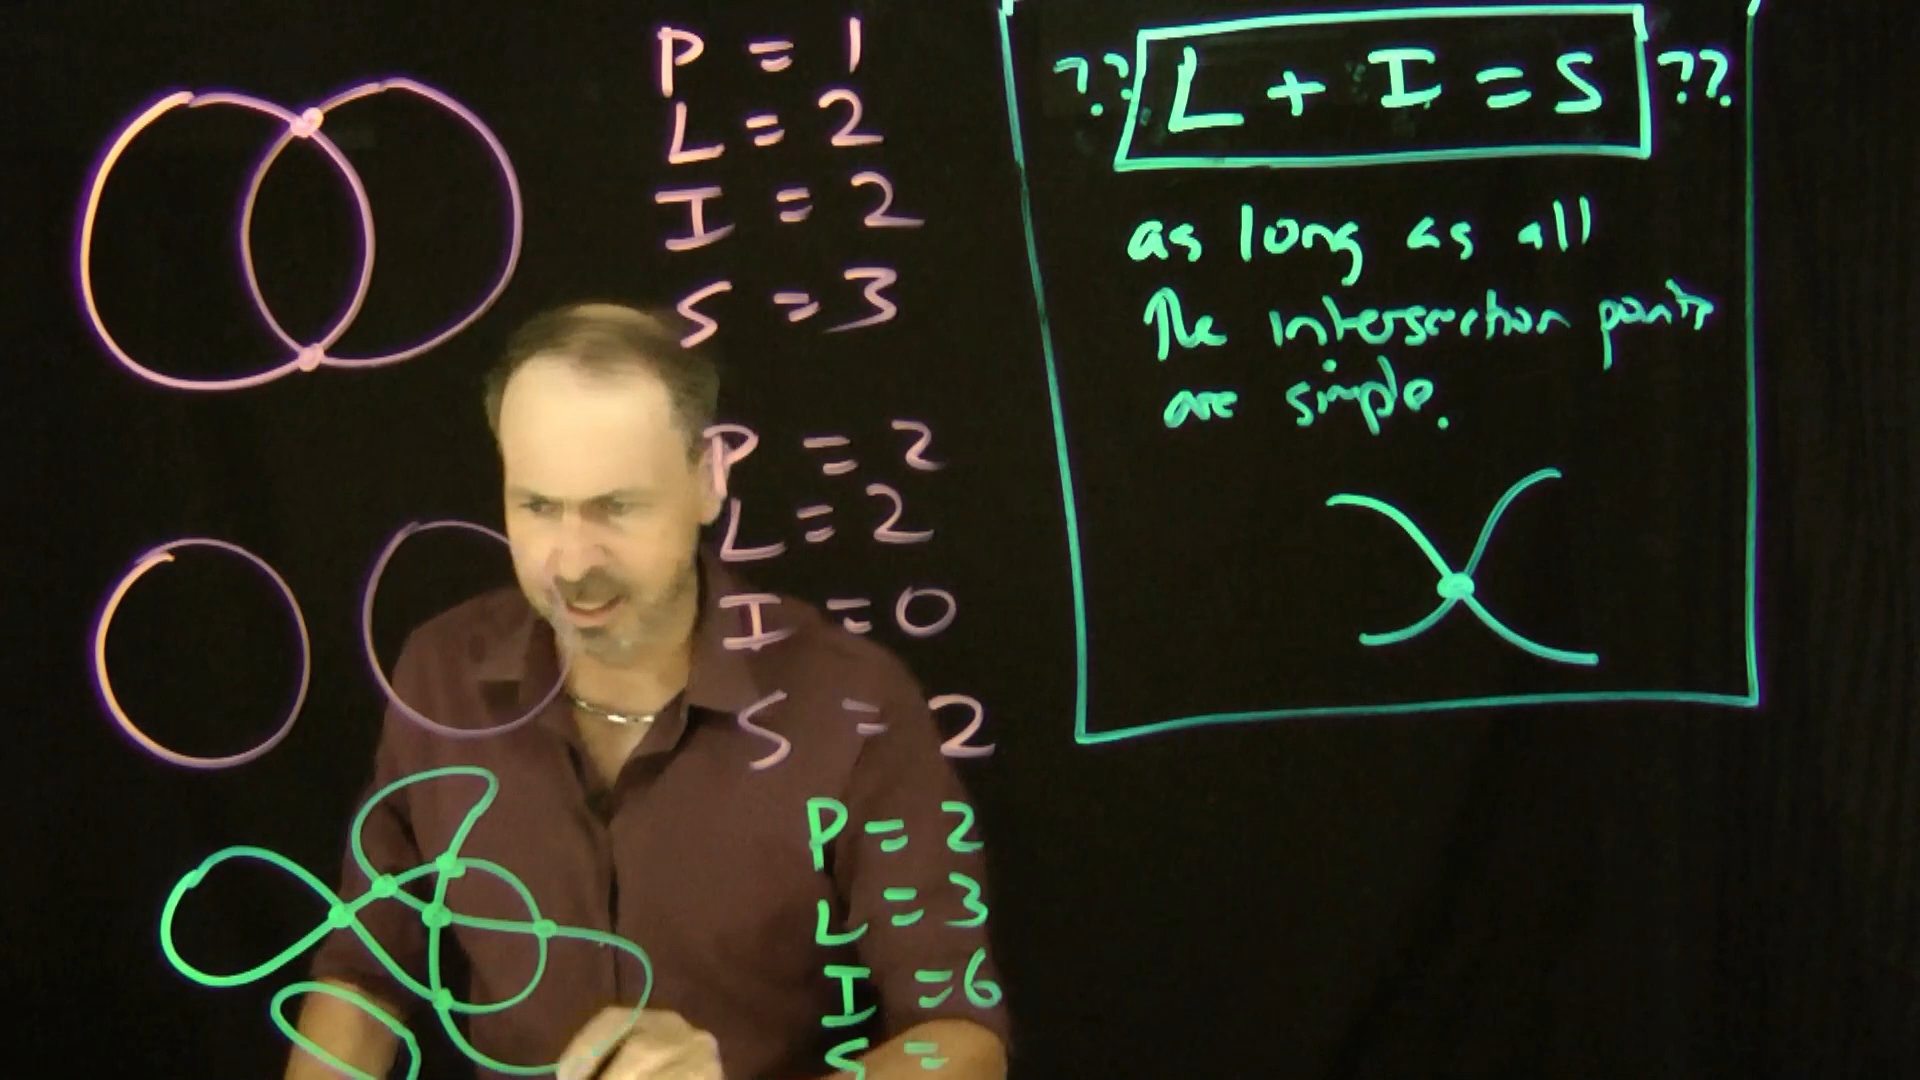 P = 1
L = 2
I = 2
S = 3
P = 2
L = 2
I = 0
S = 2
P = 2
L = 3
I = 6
S =
?? L + I = S ??
as long as all
the intersection points
are simple.